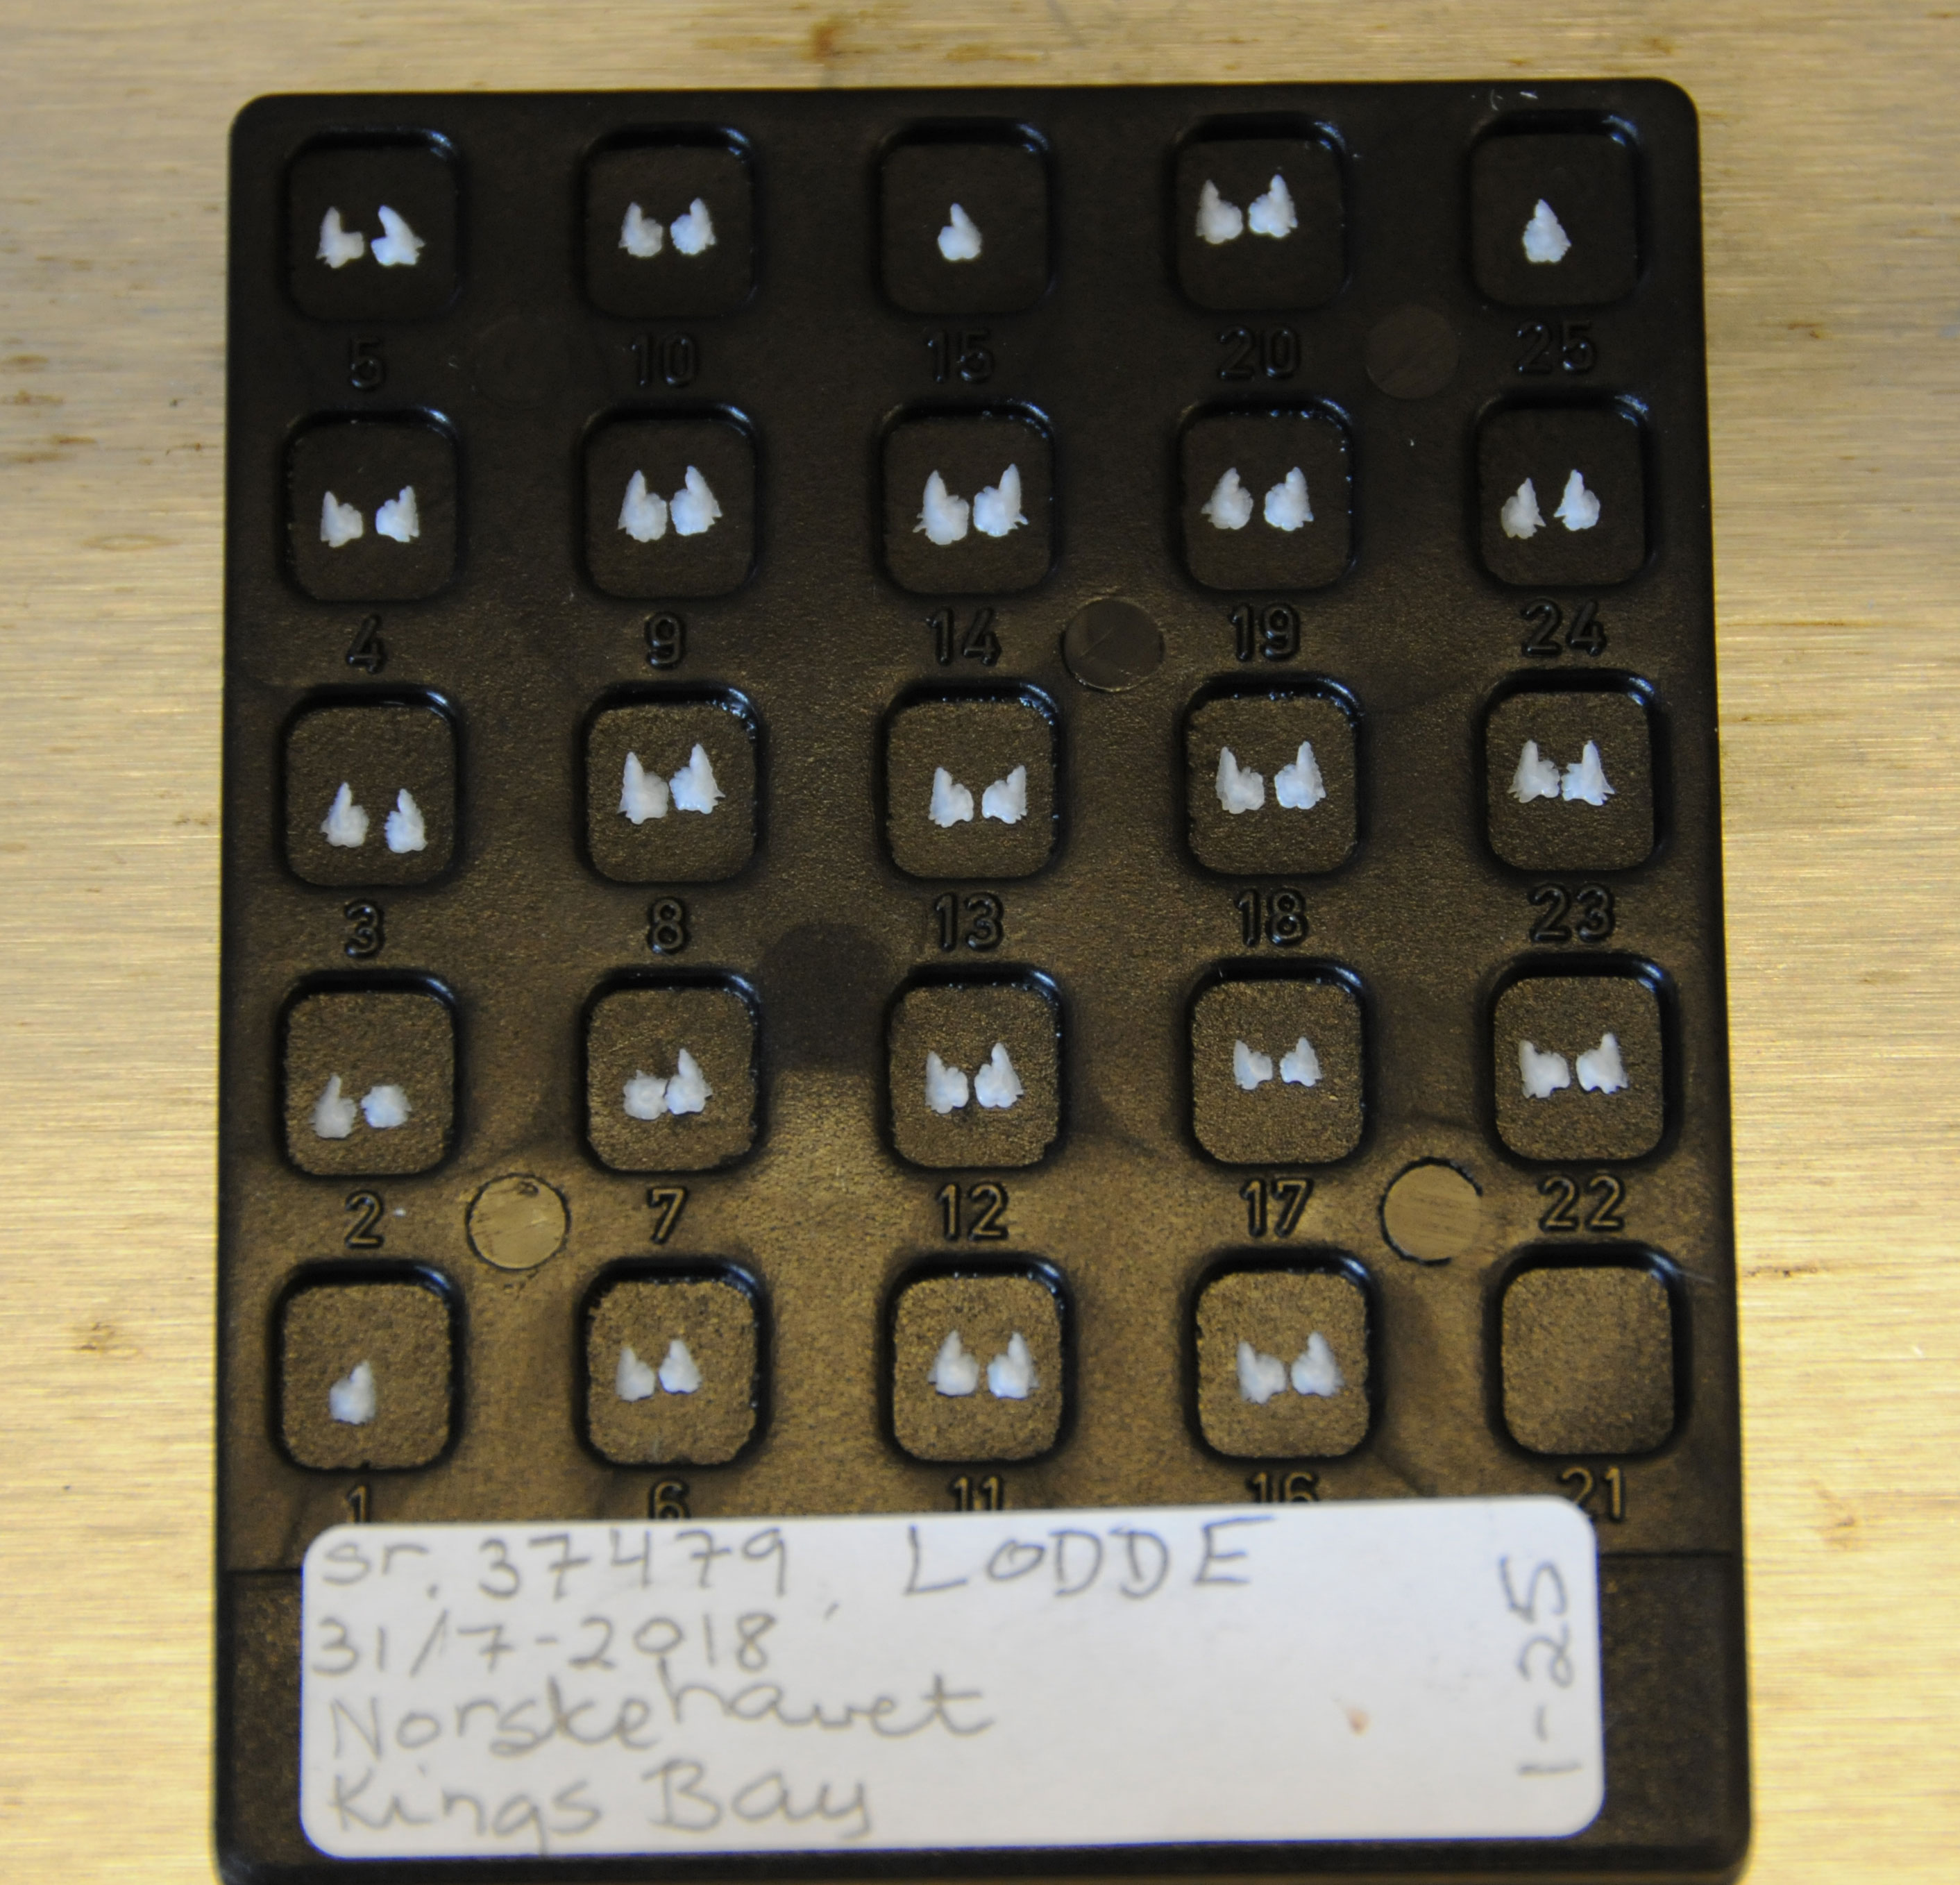 5 10 15 20 25
4 9 14 19 24
3 8 13 18 23
2 7 12 17 22
1 6 11 16 21
sr. 37479, LODDE
31/7-2018
Norskehavet
Kings Bay
1-25